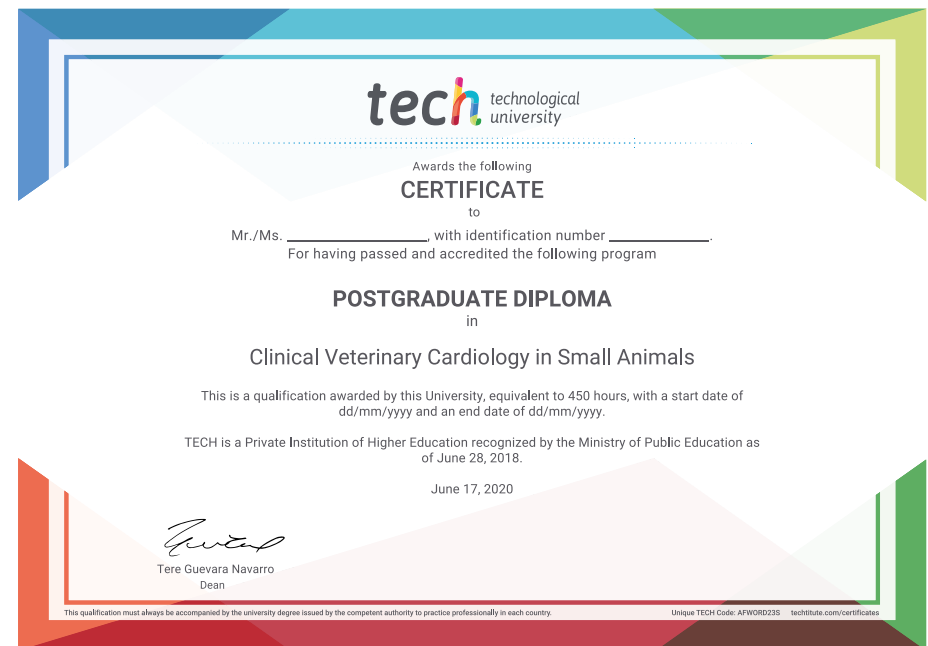 tech technological
university
Awards the following
CERTIFICATE
to
Mr./Ms. ____________________, with identification number ______________.
For having passed and accredited the following program
POSTGRADUATE DIPLOMA
in
Clinical Veterinary Cardiology in Small Animals
This is a qualification awarded by this University, equivalent to 450 hours, with a start date of
dd/mm/yyyy and an end date of dd/mm/yyyy.
TECH is a Private Institution of Higher Education recognized by the Ministry of Public Education as
of June 28, 2018.
June 17, 2020
Tere Guevara Navarro
Dean
This qualification must always be accompanied by the university degree issued by the competent authority to practice professionally in each country.
Unique TECH Code: AFWORD23S techtitute.com/certificates